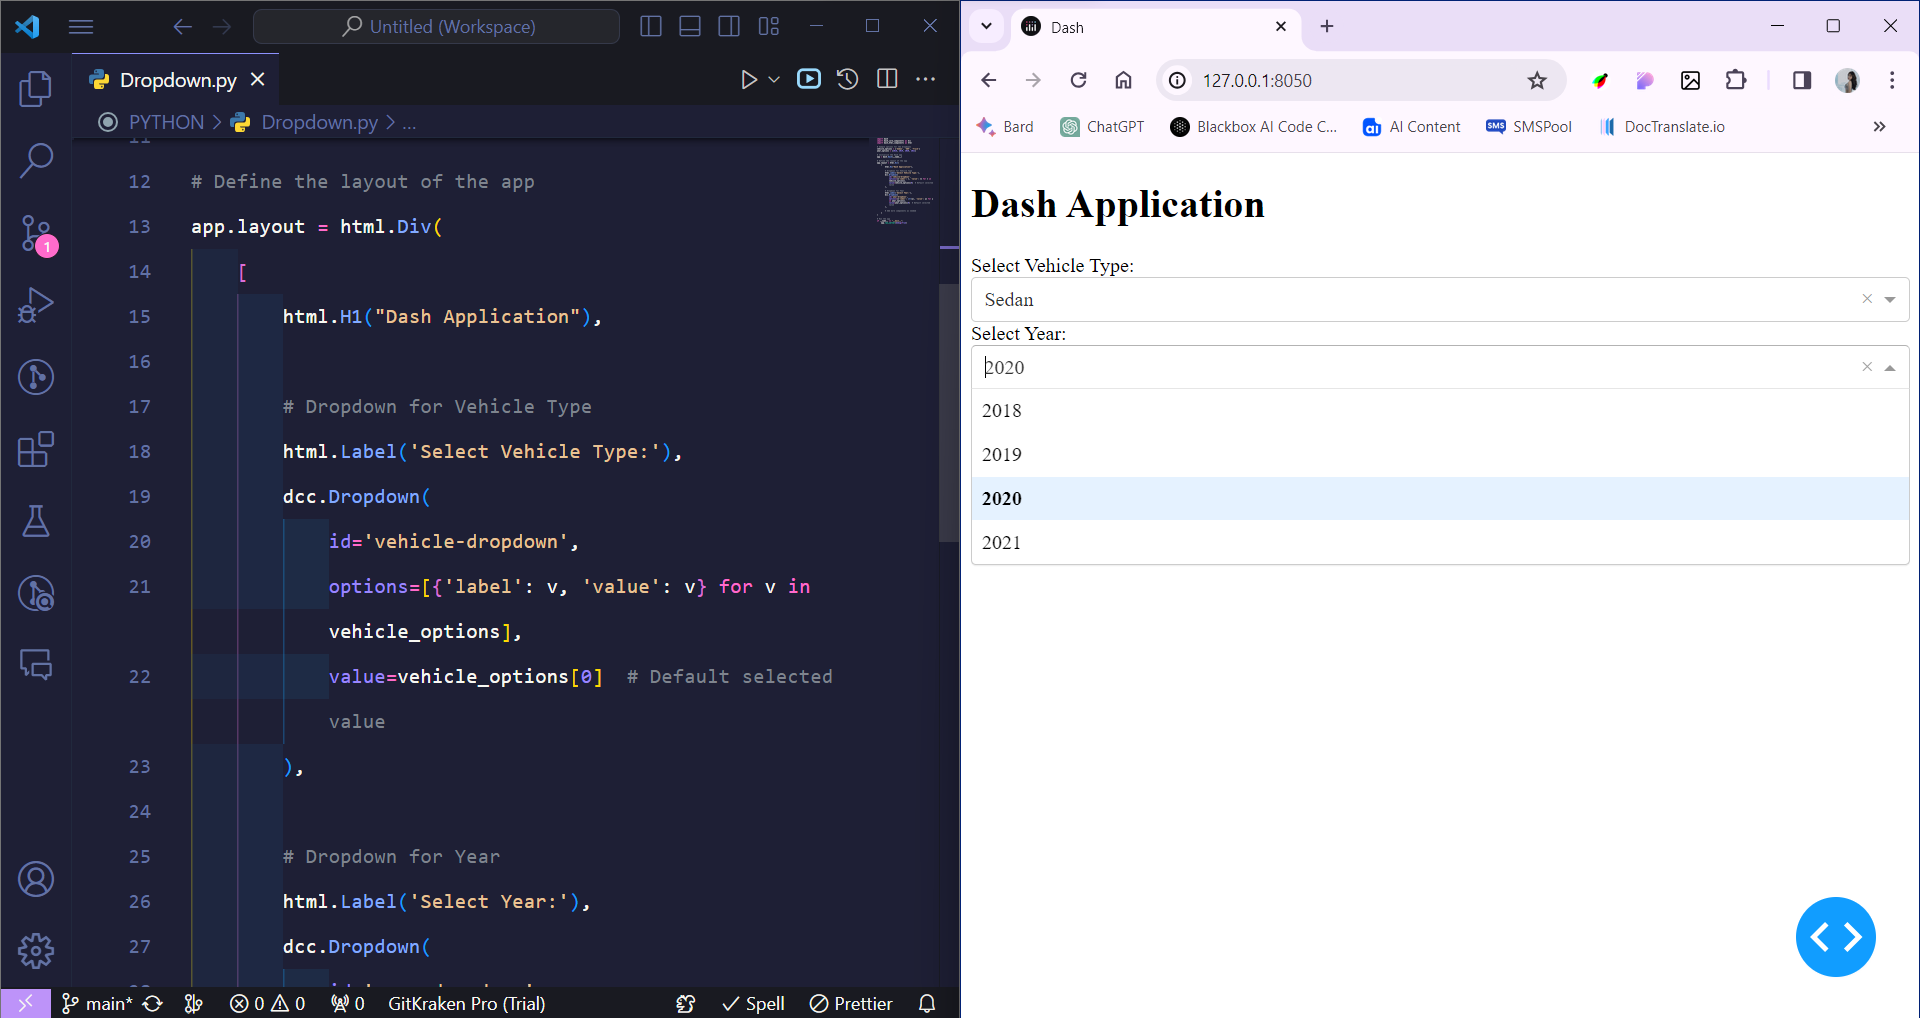 Untitled (Workspace)
Dropdown.py
PYTHON > Dropdown.py > ...
11
12 # Define the layout of the app
13 app.layout = html.Div(
14 [
15 html.H1("Dash Application"),
16
17 # Dropdown for Vehicle Type
18 html.Label('Select Vehicle Type:'),
19 dcc.Dropdown(
20 id='vehicle-dropdown',
21 options=[{'label': v, 'value': v} for v in
vehicle_options],
22 value=vehicle_options[0]  # Default selected
value
23 ),
24
25 # Dropdown for Year
26 html.Label('Select Year:'),
27 dcc.Dropdown(
1
main* 0 0 0 GitKraken Pro (Trial) Spell Prettier
Dash
127.0.0.1:8050
Bard ChatGPT Blackbox AI Code C... AI Content SMS SMSPool DocTranslate.io
Dash Application
Select Vehicle Type:
Sedan
Select Year:
2020
2018
2019
2020
2021